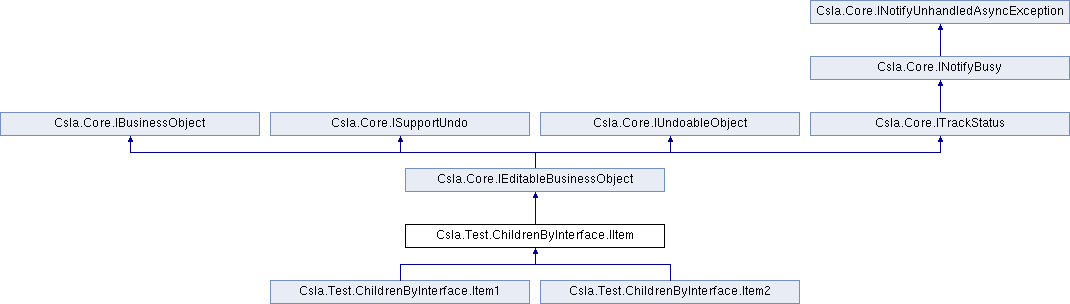 Csla.Core.INotifyUnhandledAsyncException
Csla.Core.INotifyBusy
Csla.Core.IBusinessObject
Csla.Core.ISupportUndo
Csla.Core.IUndoableObject
Csla.Core.ITrackStatus
Csla.Core.IEditableBusinessObject
Csla.Test.ChildrenByInterface.IItem
Csla.Test.ChildrenByInterface.Item1
Csla.Test.ChildrenByInterface.Item2